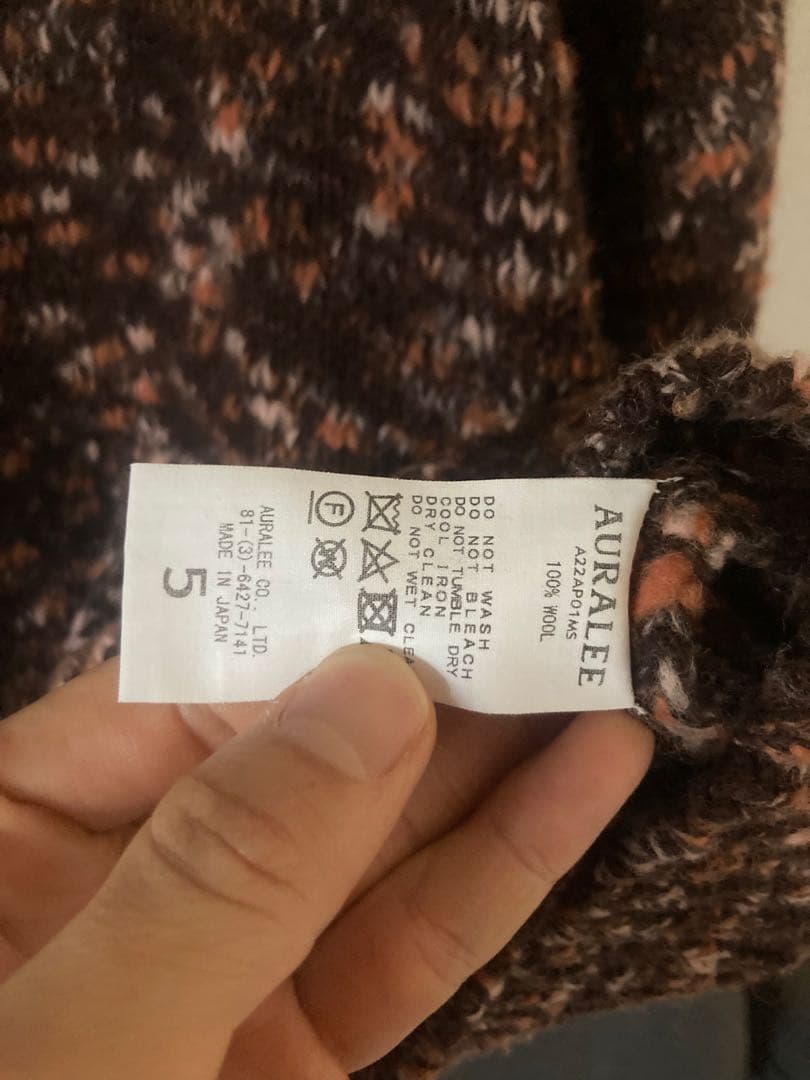 AURALEE
A22AP01MS
100% WOOL
DO NOT WASH
DO NOT BLEACH
DO NOT TUMBLE DRY
COOL IRON
DRY CLEAN
DO NOT WET
F
W
AURALEE CO., LTD.
81-(3)-6427-7141
MADE IN JAPAN
5